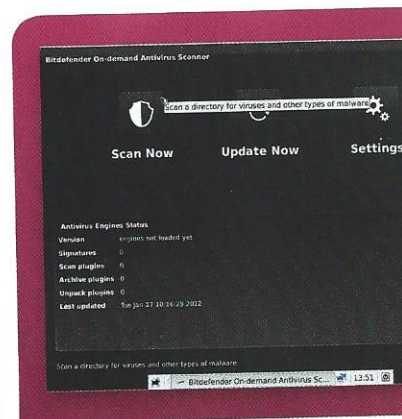 Bitdefender On-demand Antivirus Scanner
Scan a directory for viruses and other types of malware
Scan Now Update Now Settings
Antivirus Engines Status
Version engines not loaded yet
Signatures 0
Scan plugins 0
Archive plugins 0
Unpack plugins 0
Last updated Tue Jan 17 10:16:25 2012
Scan a directory for viruses and other types of malware
Bitdefender On-demand Antivirus Sc... 13:51